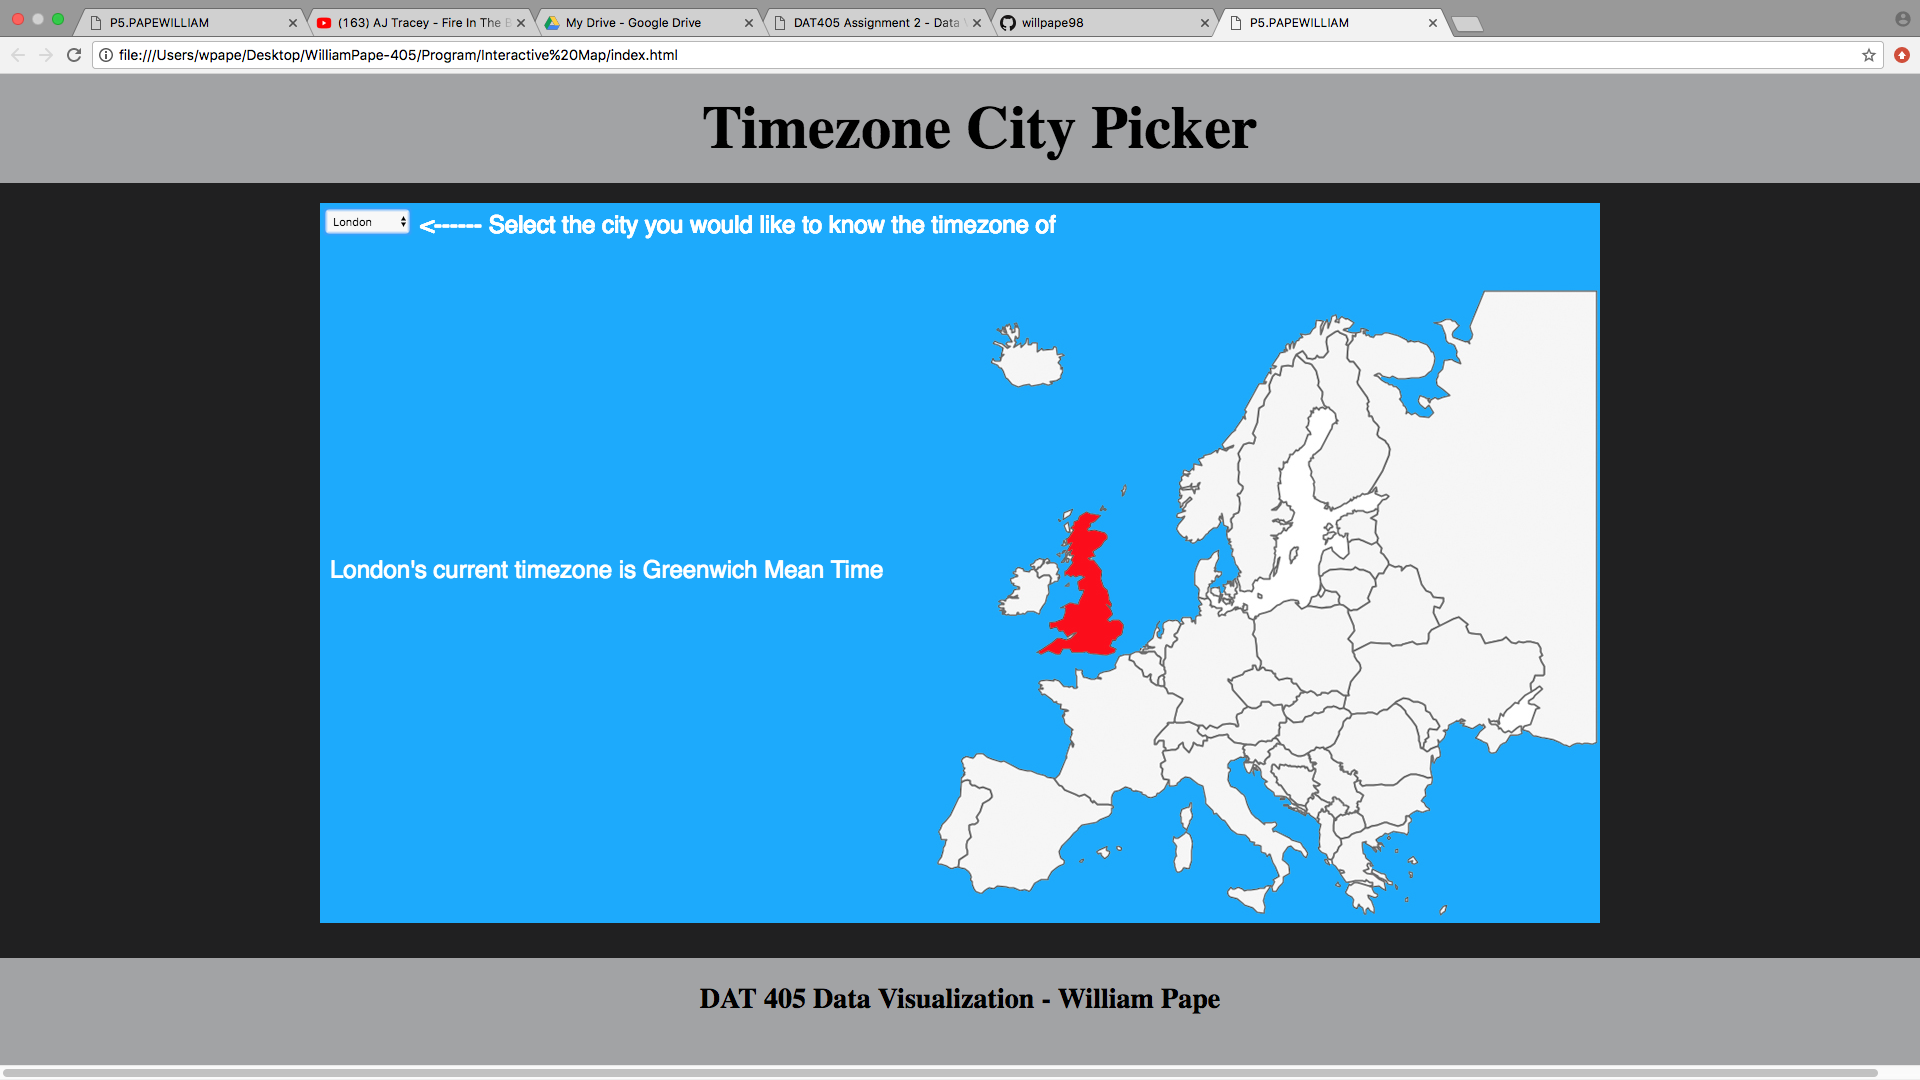 P5.PAPEWILLIAM
(163) AJ Tracey - Fire In The B
My Drive - Google Drive
DAT405 Assignment 2 - Data
willpape98
P5.PAPEWILLIAM
file:///Users/wpape/Desktop/WilliamPape-405/Program/Interactive%20Map/index.html
Timezone City Picker
London
<------ Select the city you would like to know the timezone of
London's current timezone is Greenwich Mean Time
DAT 405 Data Visualization - William Pape